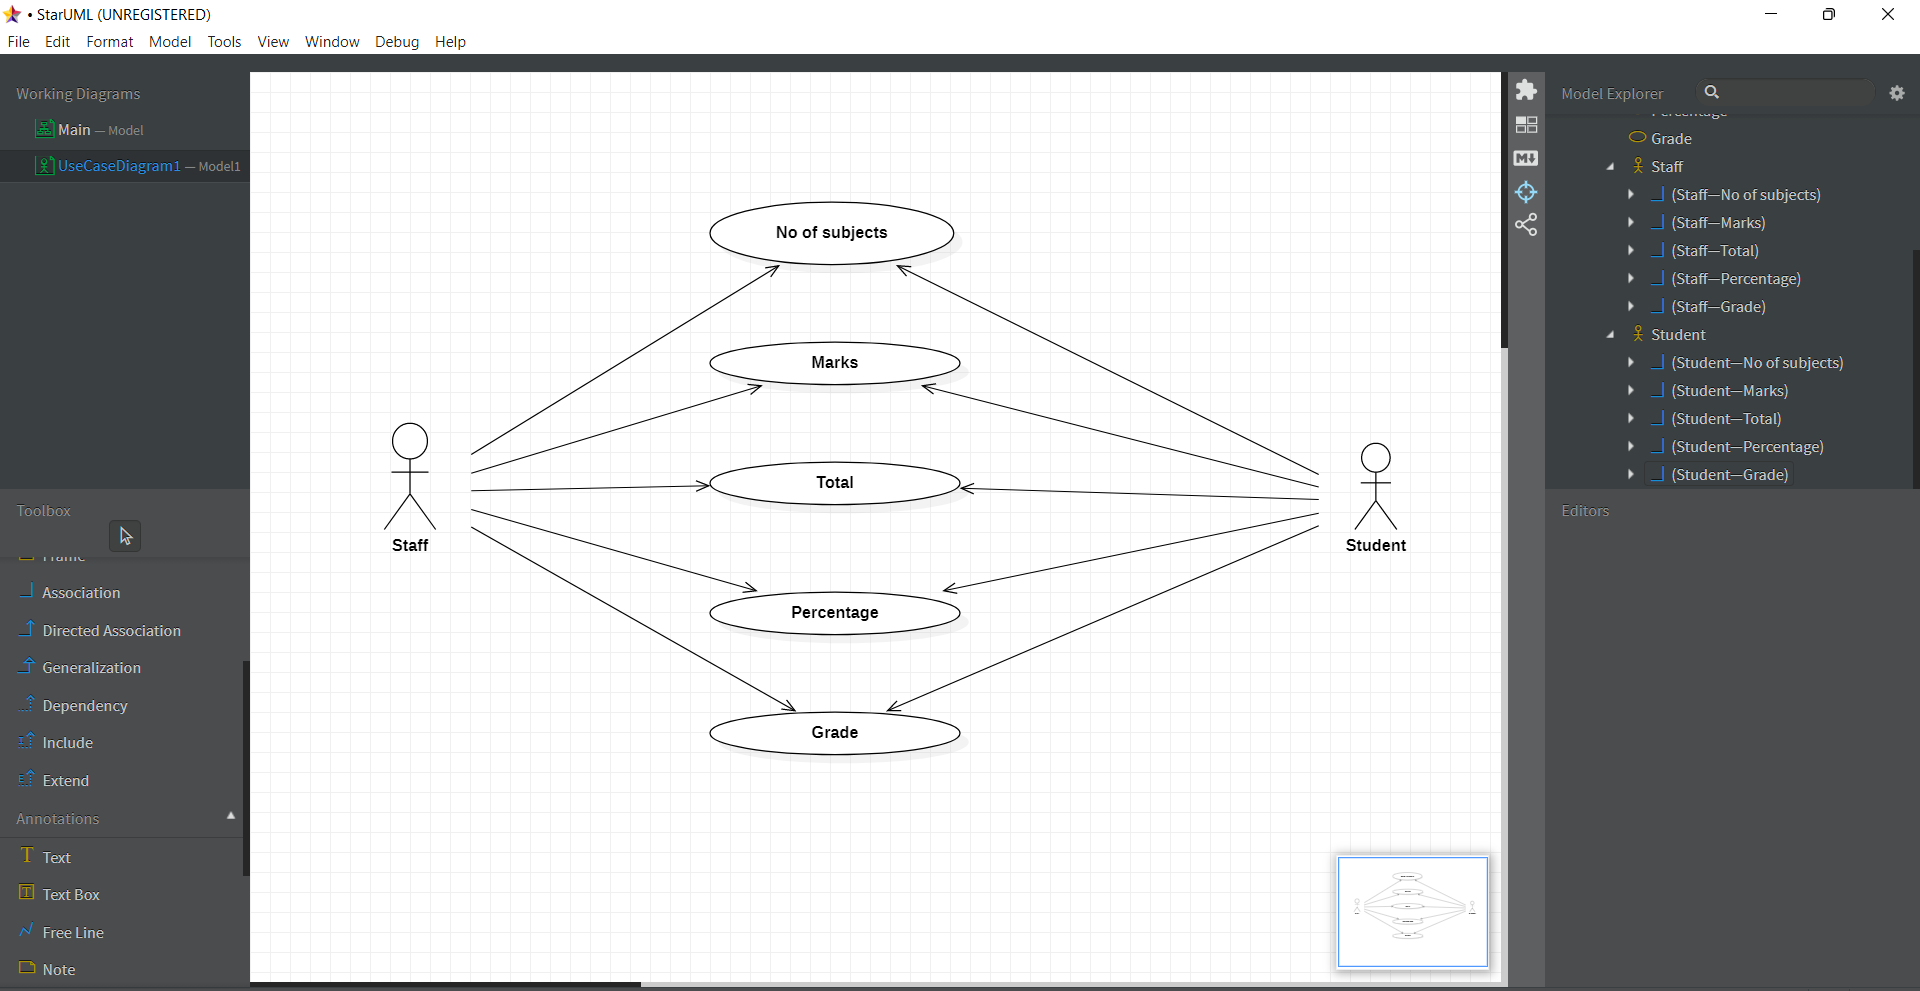 • StarUML (UNREGISTERED)
File Edit Format Model Tools View Window Debug Help
Working Diagrams
Main — Model
UseCaseDiagram1 — Model1
Toolbox
Frame
Association
Directed Association
Generalization
Dependency
Include
Extend
Annotations
T Text
T Text Box
Free Line
Note
No of subjects
Marks
Total
Percentage
Grade
Staff
Student
M
Model Explorer
Percentage
Grade
Staff
(Staff—No of subjects)
(Staff—Marks)
(Staff—Total)
(Staff—Percentage)
(Staff—Grade)
Student
(Student—No of subjects)
(Student—Marks)
(Student—Total)
(Student—Percentage)
(Student—Grade)
Editors